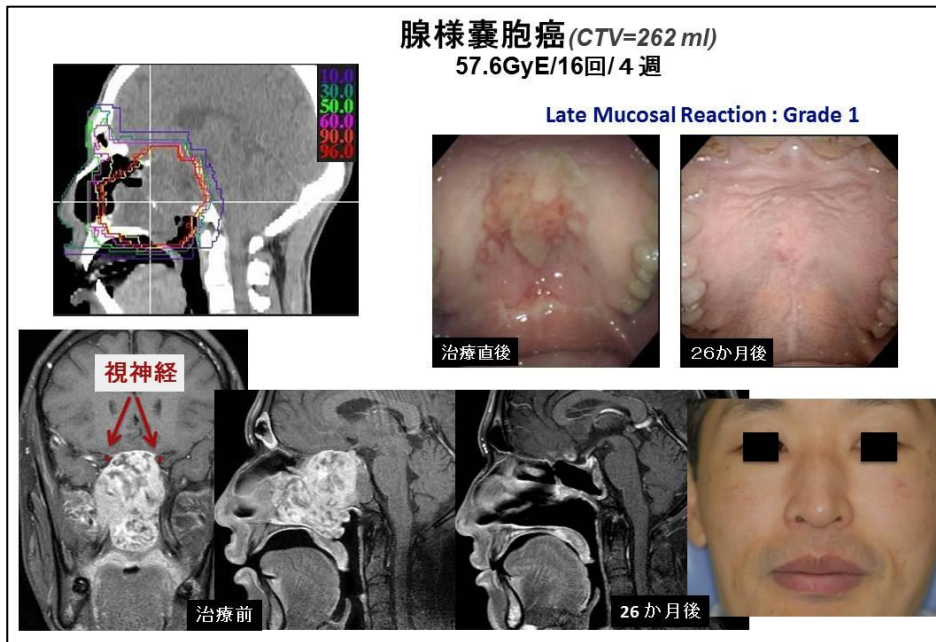 腺様嚢胞癌(CTV=262 ml)
57.6GyE/16回/４週
10.0
30.0
50.0
60.0
90.0
96.0
Late Mucosal Reaction : Grade 1
治療直後
26か月後
視神経
治療前
26か月後